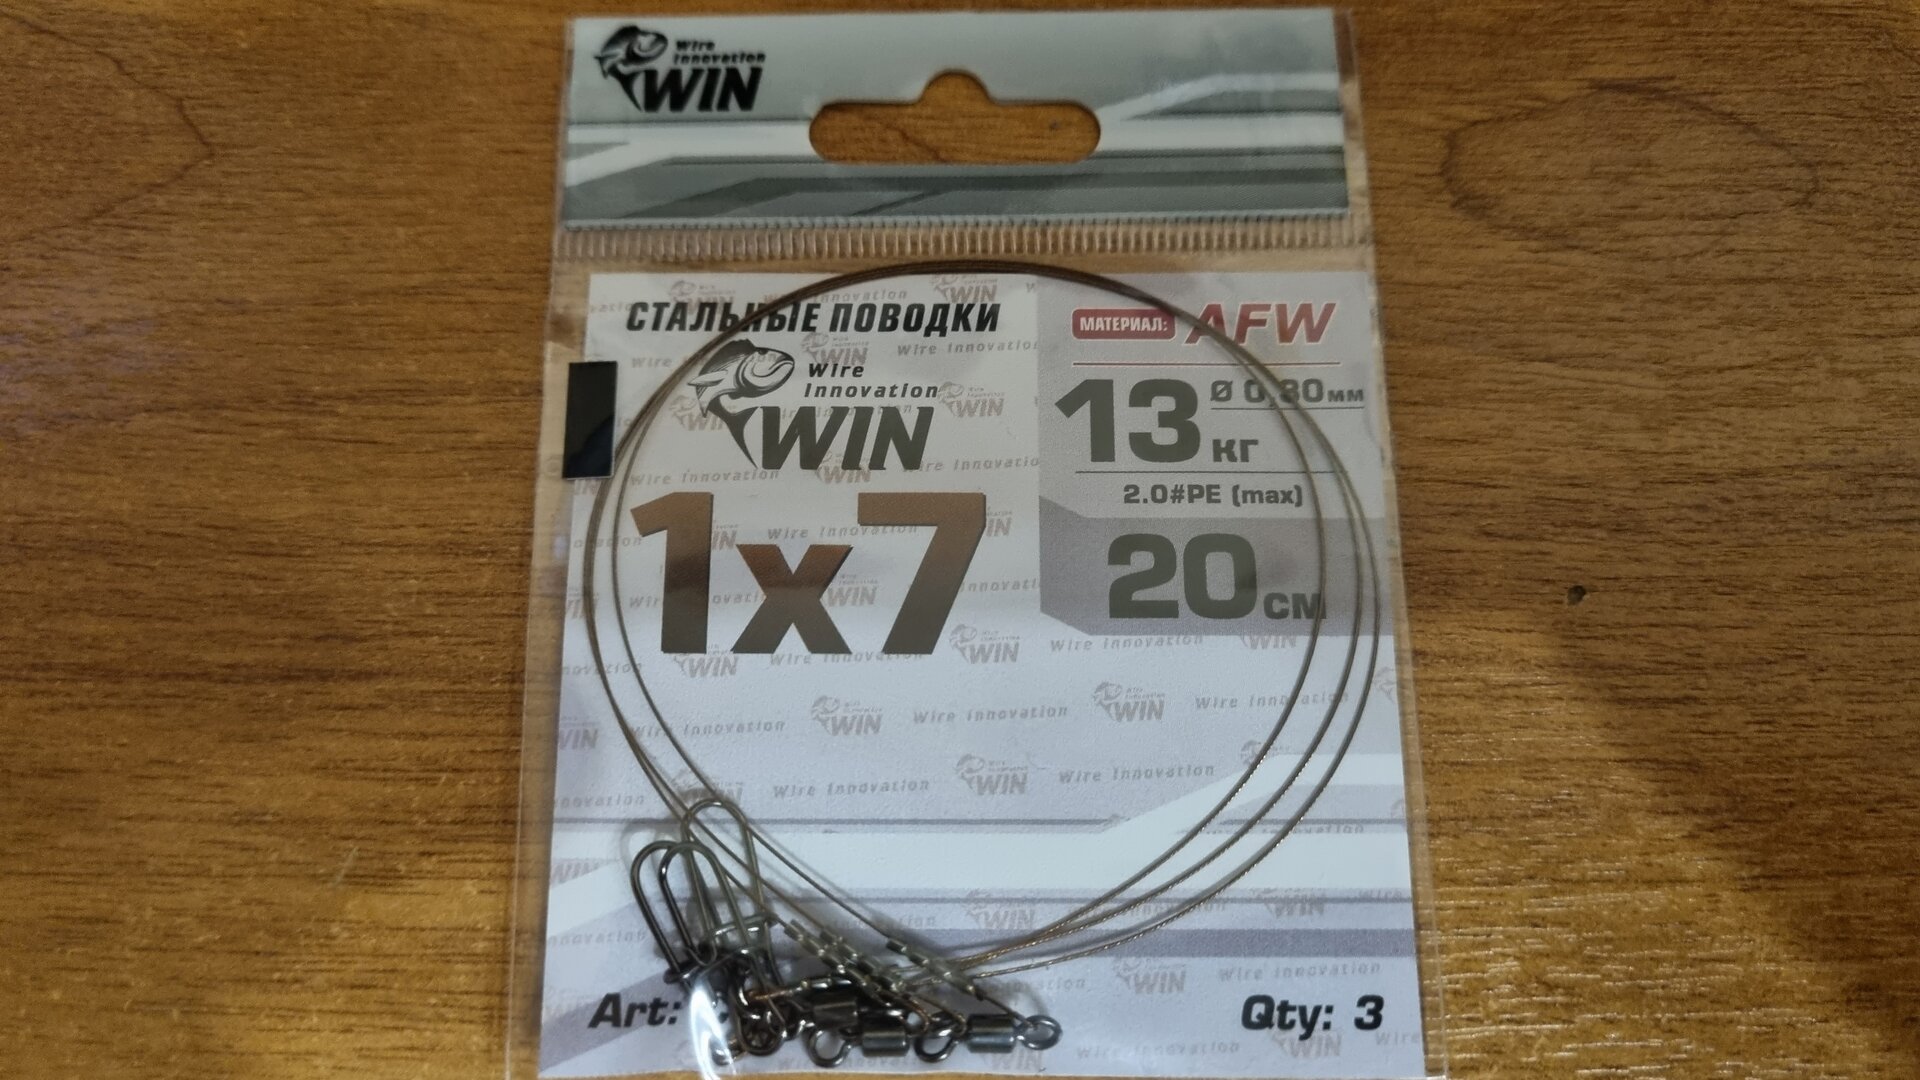 Wire
Innovation
WIN
СТАЛЬНЫЕ ПОВОДКИ
Wire
Innovation
WIN
1x7
МАТЕРИАЛ: AFW
13 кг
Ø 0,30мм
2.0#PE (max)
20 см
Art:
Qty: 3